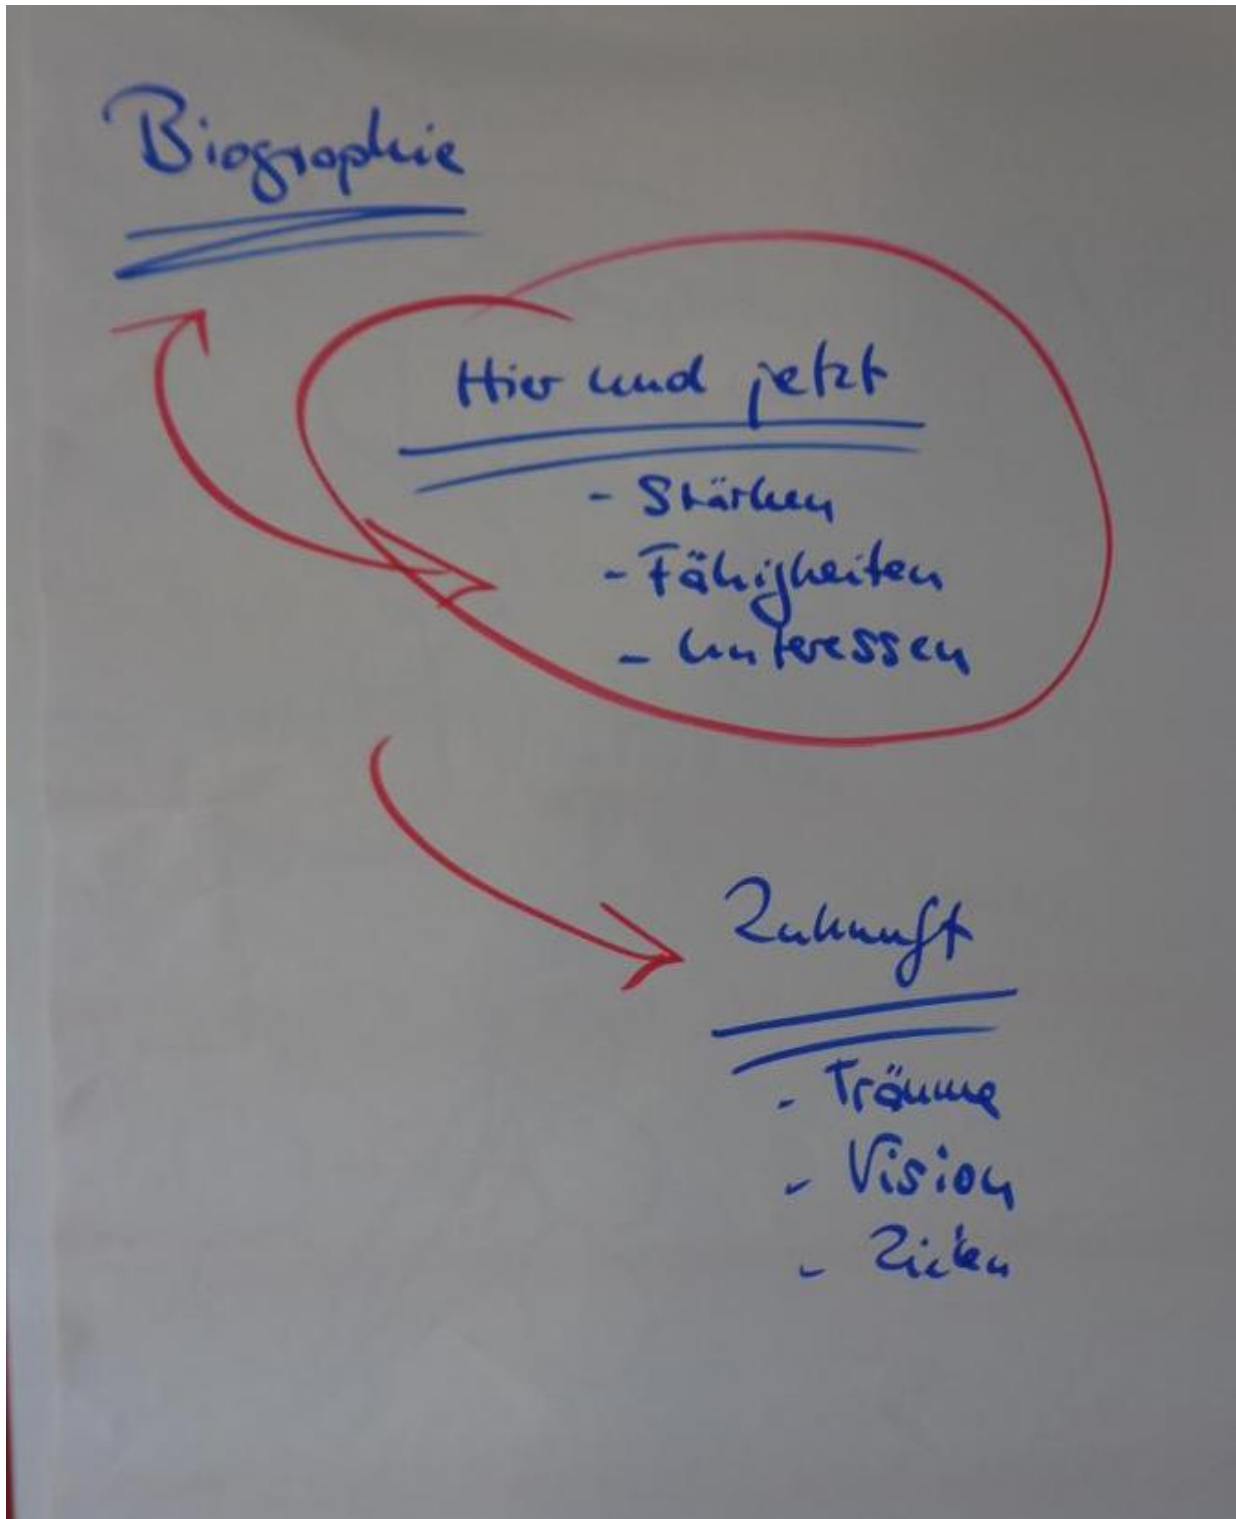 Biographie
Hier und jetzt
- Stärken
- Fähigkeiten
- Interessen
Zukunft
- Träume
- Vision
- Zielen